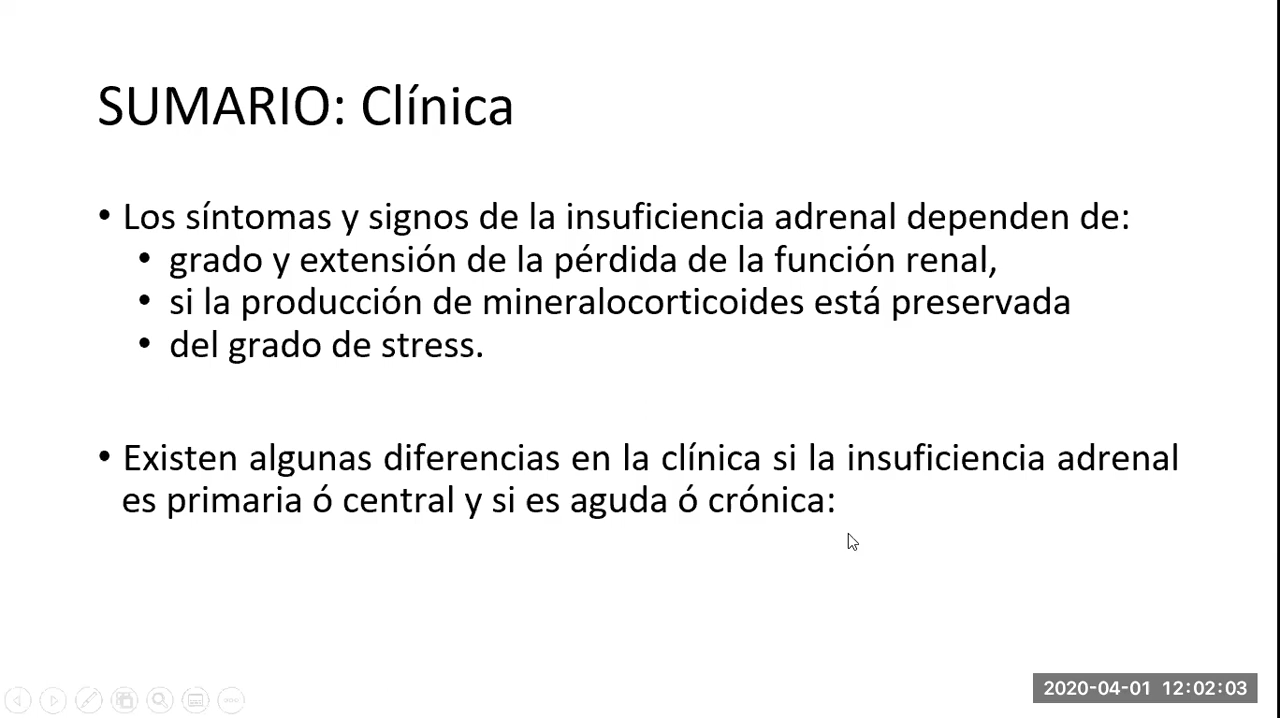 SUMARIO: Clínica
• Los síntomas y signos de la insuficiencia adrenal dependen de:
• grado y extensión de la pérdida de la función renal,
• si la producción de mineralocorticoides está preservada
• del grado de stress.
• Existen algunas diferencias en la clínica si la insuficiencia adrenal
es primaria ó central y si es aguda ó crónica:
2020-04-01 12:02:03